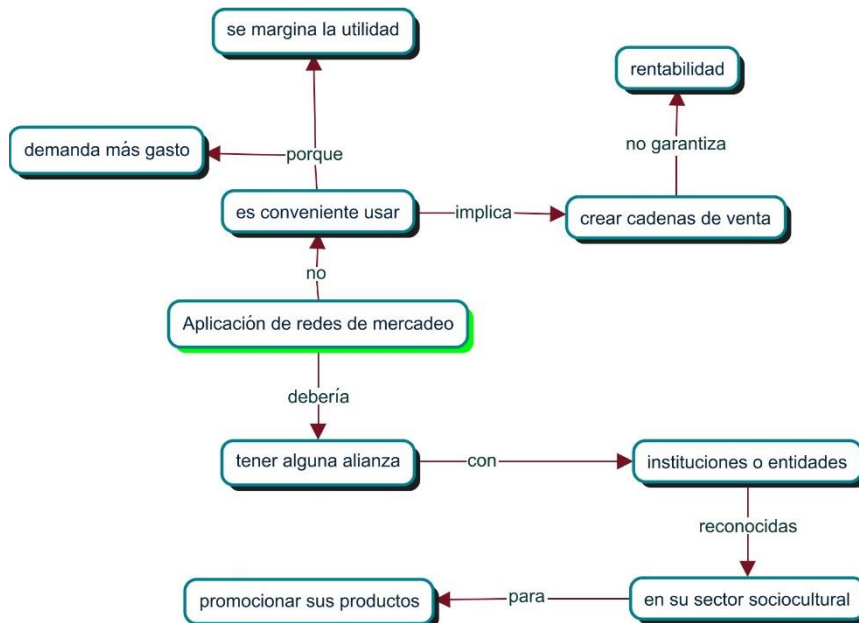 se margina la utilidad
rentabilidad
demanda más gasto
porque
no garantiza
es conveniente usar
implica
crear cadenas de venta
no
Aplicación de redes de mercadeo
debería
tener alguna alianza
con
instituciones o entidades
reconocidas
promocionar sus productos
para
en su sector sociocultural